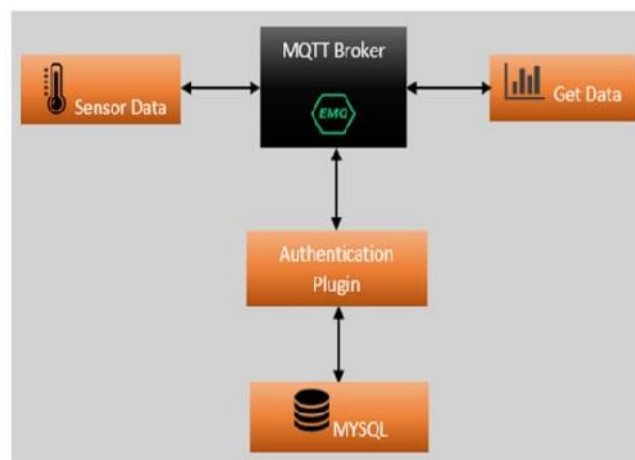 MQTT Broker
EMQ
Sensor Data
Get Data
Authentication
Plugin
MYSQL